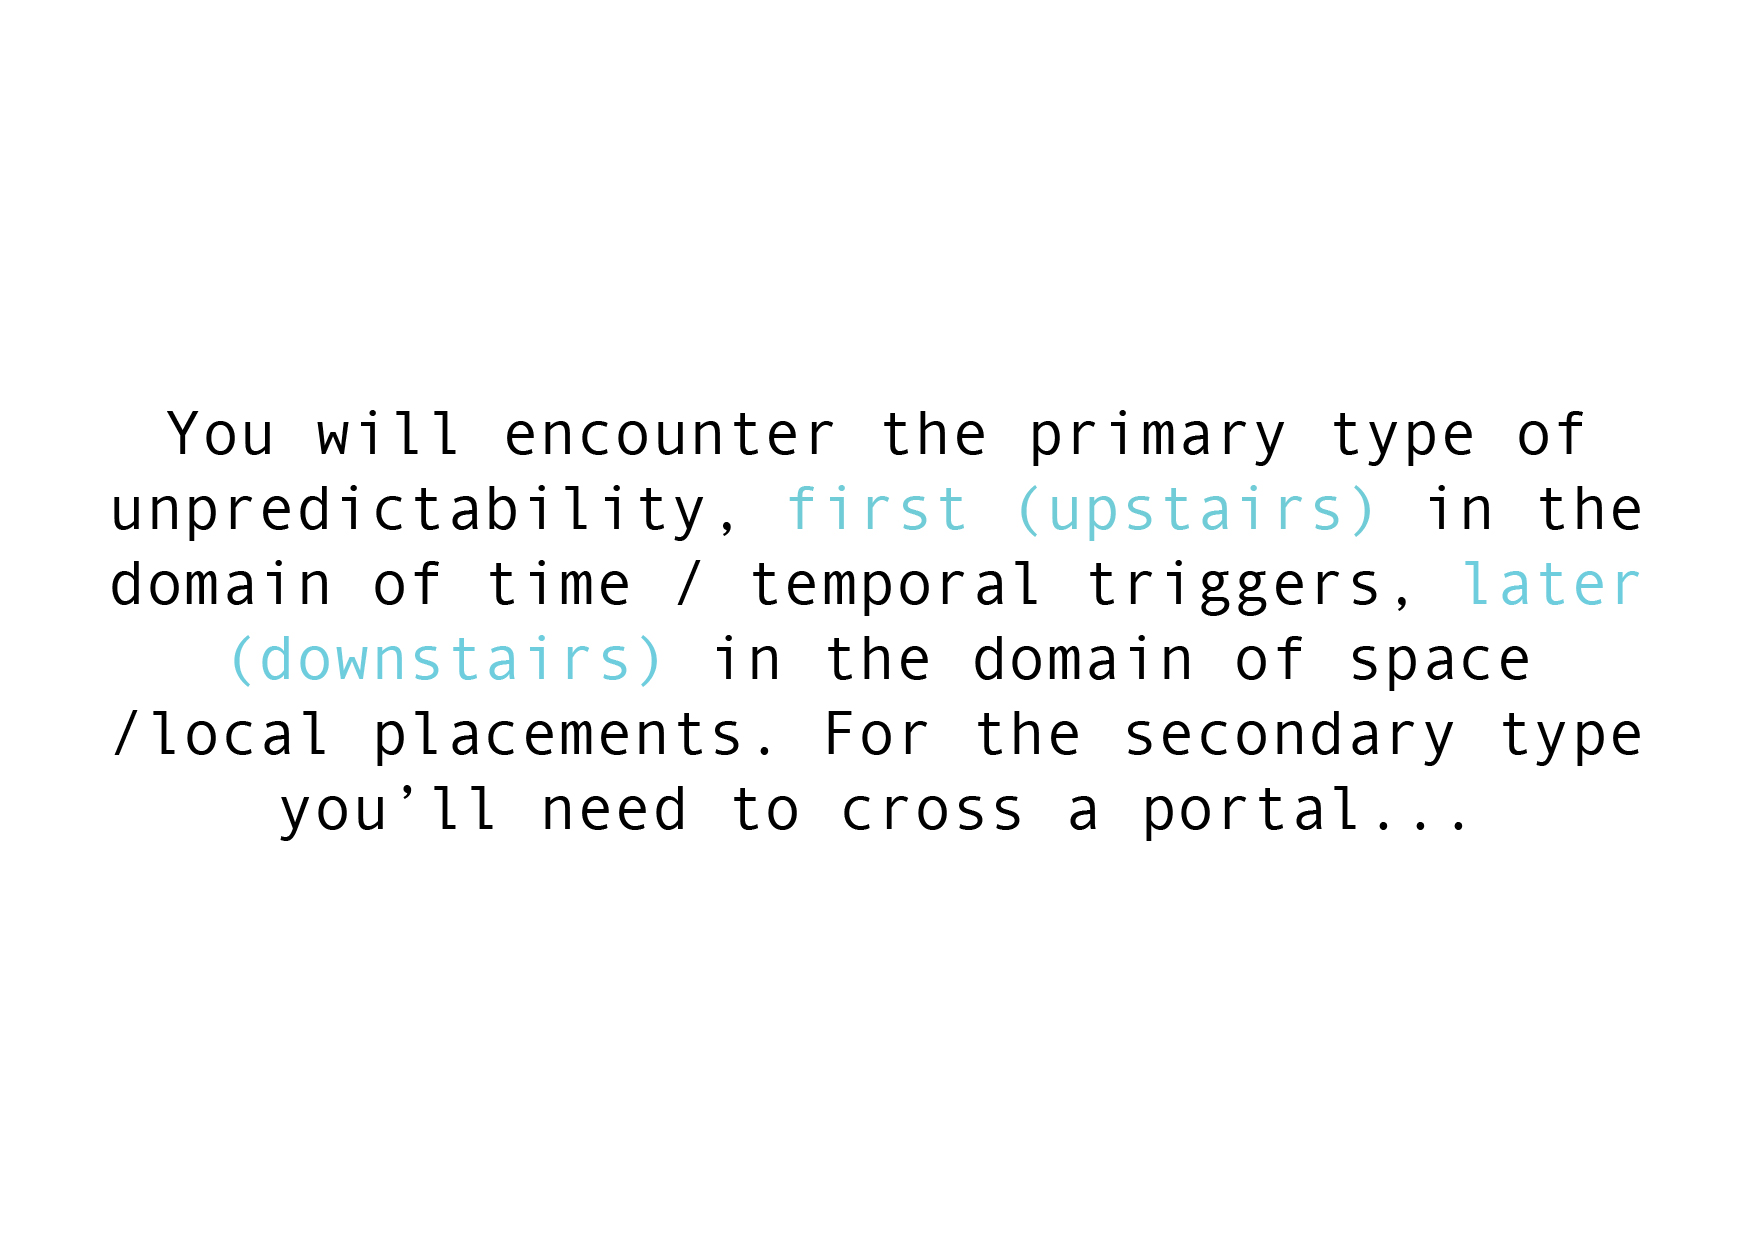 You will encounter the primary type of
unpredictability, first (upstairs) in the
domain of time / temporal triggers, later
(downstairs) in the domain of space
/local placements. For the secondary type
you’ll need to cross a portal...